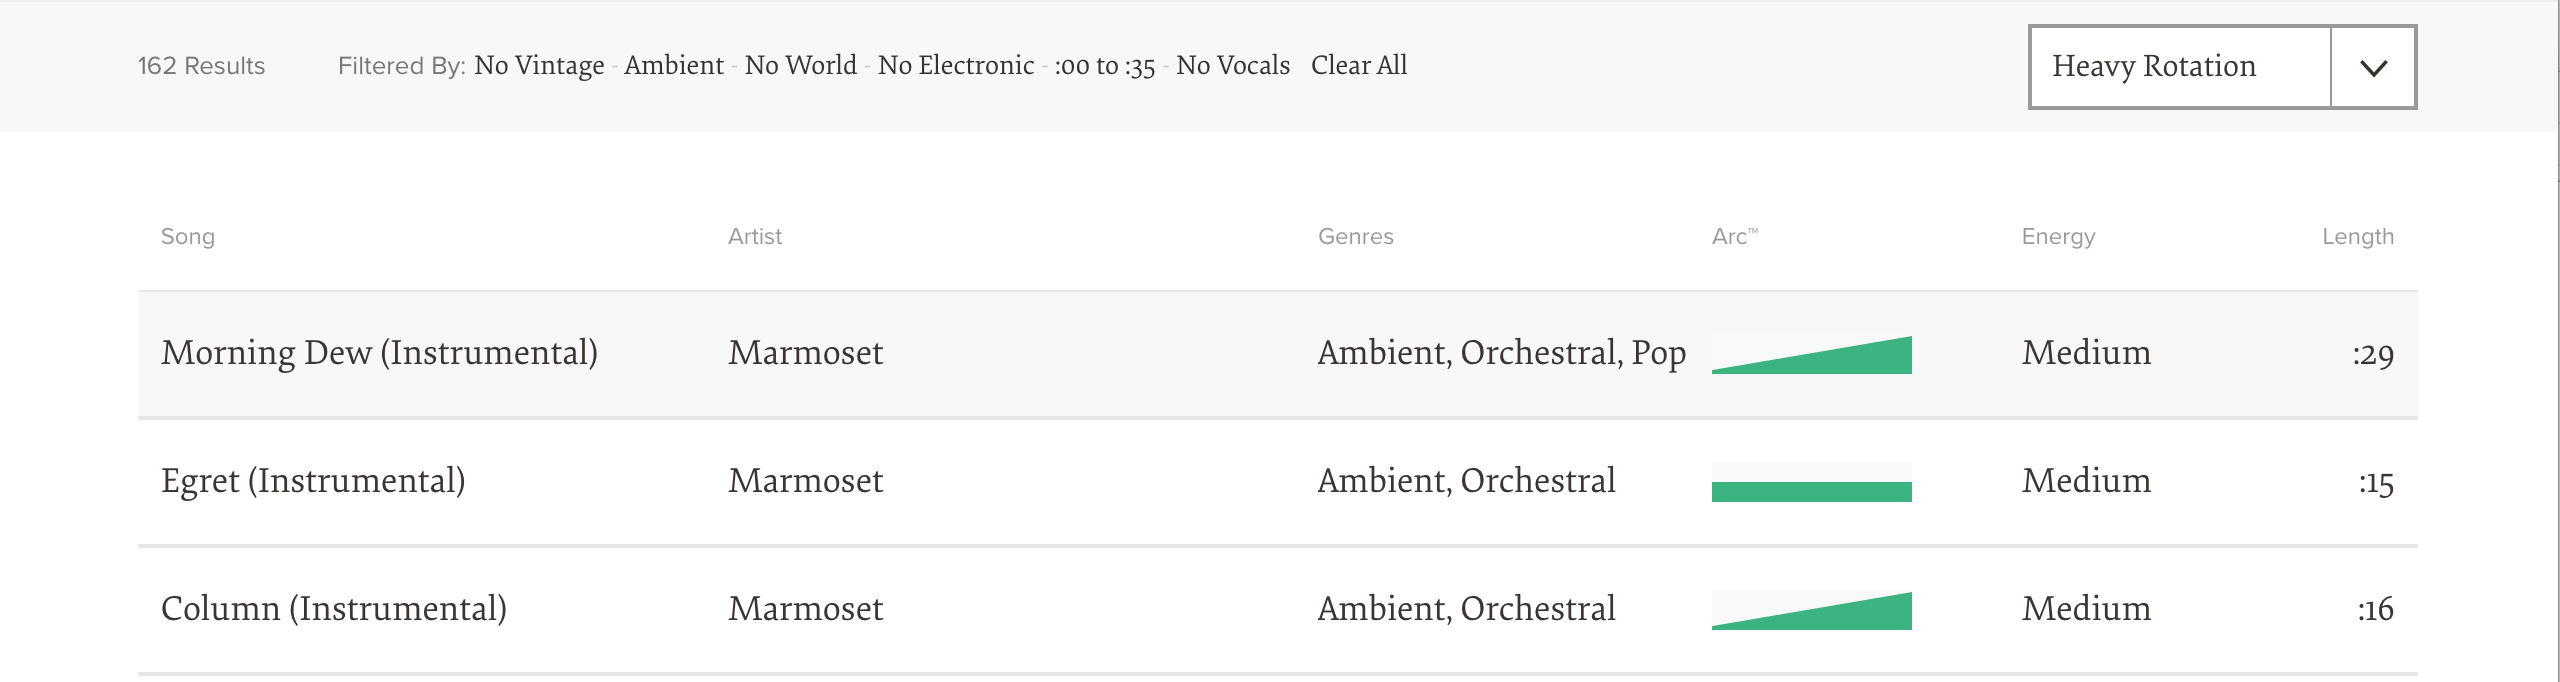 162 Results Filtered By: No Vintage - Ambient - No World - No Electronic - :00 to :35 - No Vocals Clear All Heavy Rotation
Song Artist Genres Arc™ Energy Length
Morning Dew (Instrumental) Marmoset Ambient, Orchestral, Pop Medium :29
Egret (Instrumental) Marmoset Ambient, Orchestral Medium :15
Column (Instrumental) Marmoset Ambient, Orchestral Medium :16